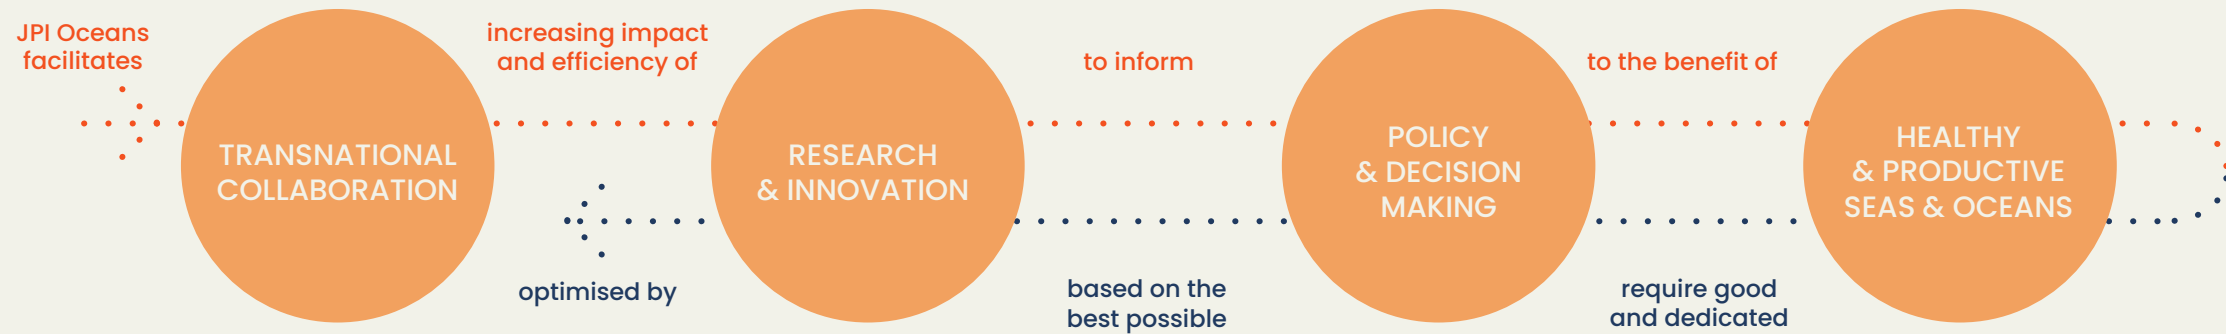 JPI Oceans
facilitates
TRANSNATIONAL
COLLABORATION
increasing impact
and efficiency of
RESEARCH
& INNOVATION
to inform
POLICY
& DECISION
MAKING
to the benefit of
HEALTHY
& PRODUCTIVE
SEAS & OCEANS
require good
and dedicated
based on the
best possible
optimised by